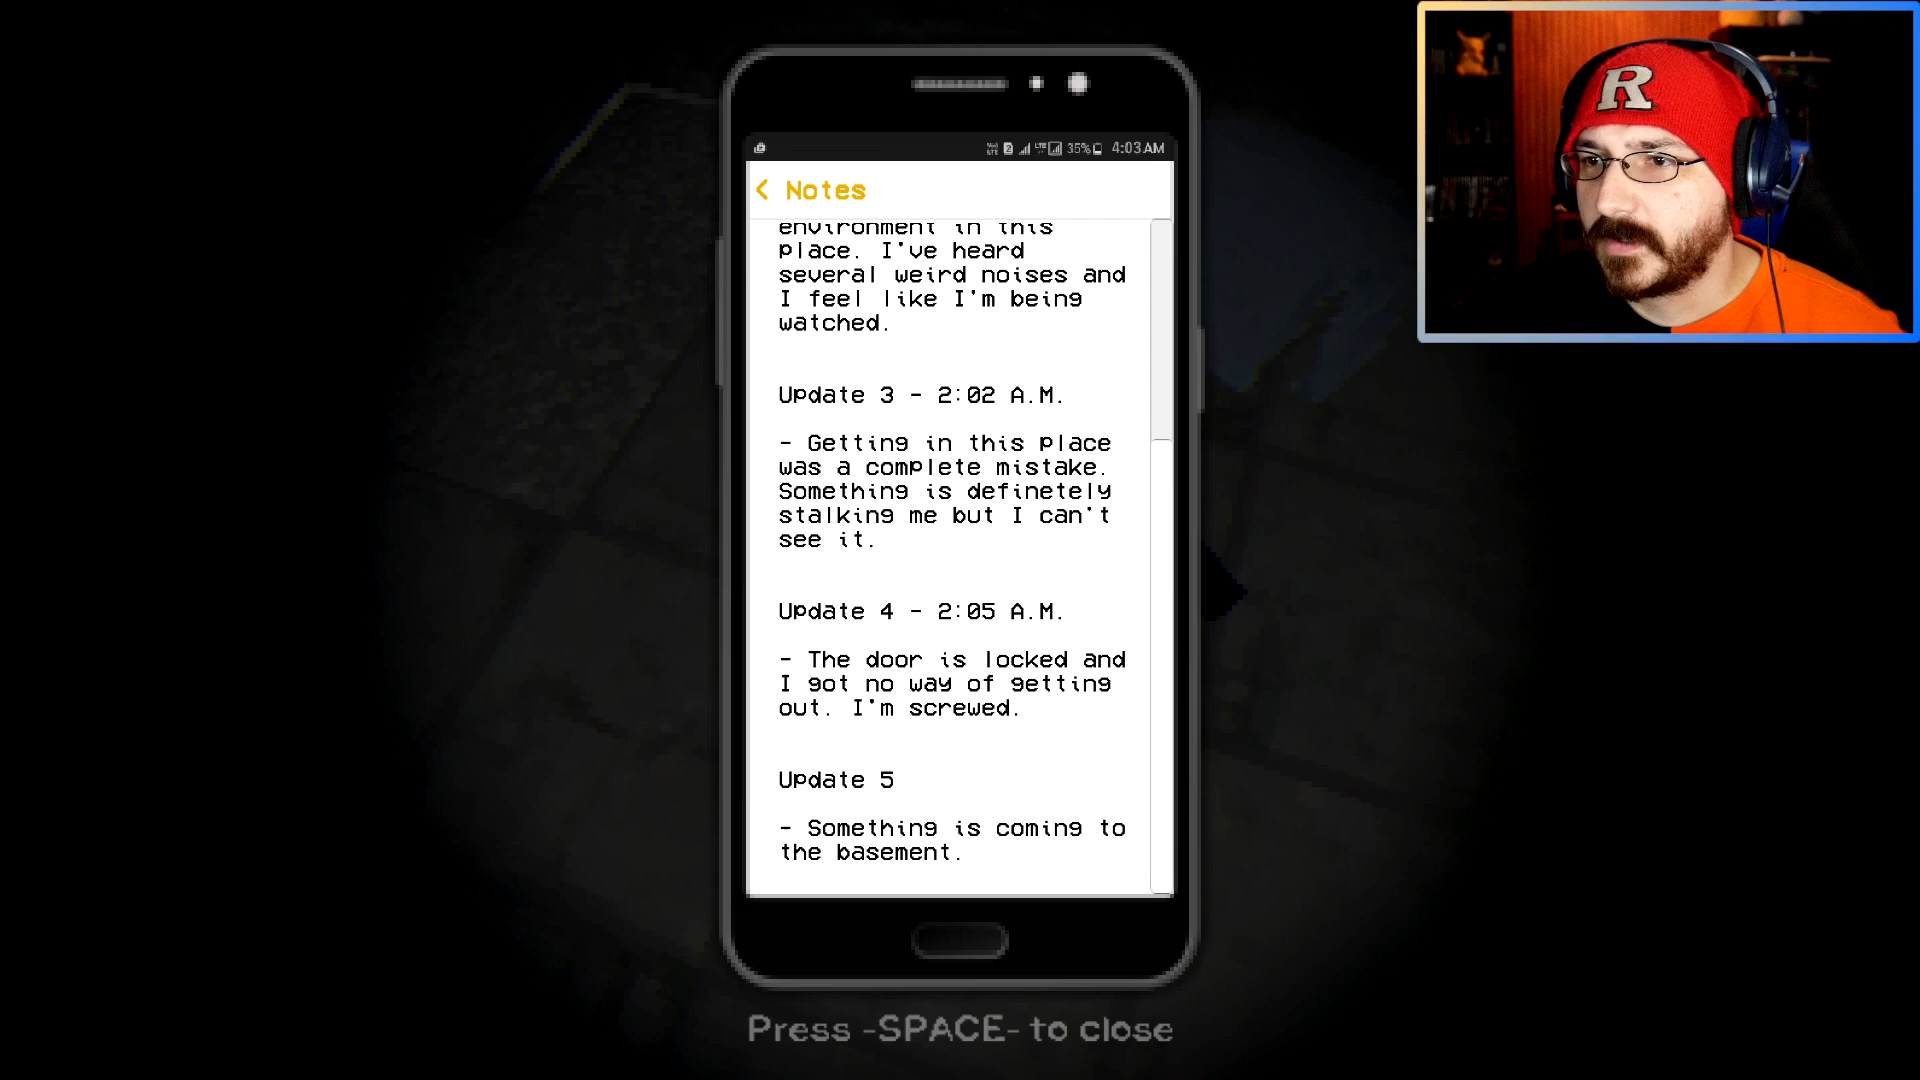 R
35% 4:03 AM
< Notes
environment in this
place. I've heard
several weird noises and
I feel like I'm being
watched.
Update 3 - 2:02 A.M.
- Getting in this place
was a complete mistake.
Something is definetely
stalking me but I can't
see it.
Update 4 - 2:05 A.M.
- The door is locked and
I got no way of getting
out. I'm screwed.
Update 5
- Something is coming to
the basement.
Press -SPACE- to close